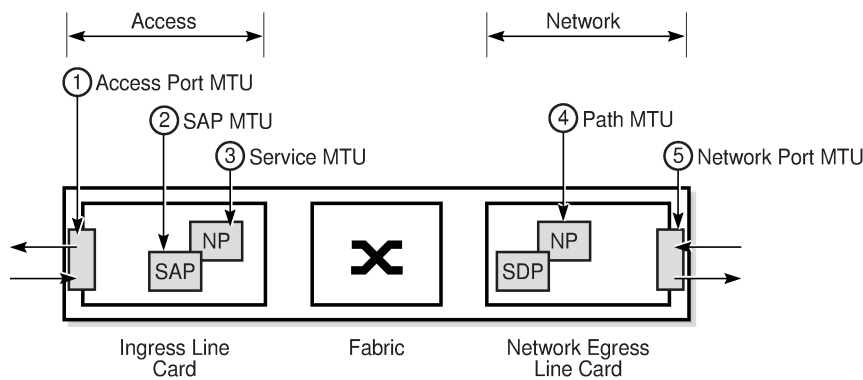 Access
Network
1 Access Port MTU
2 SAP MTU
3 Service MTU
4 Path MTU
5 Network Port MTU
NP
SAP
NP
SDP
Ingress Line
Card
Fabric
Network Egress
Line Card